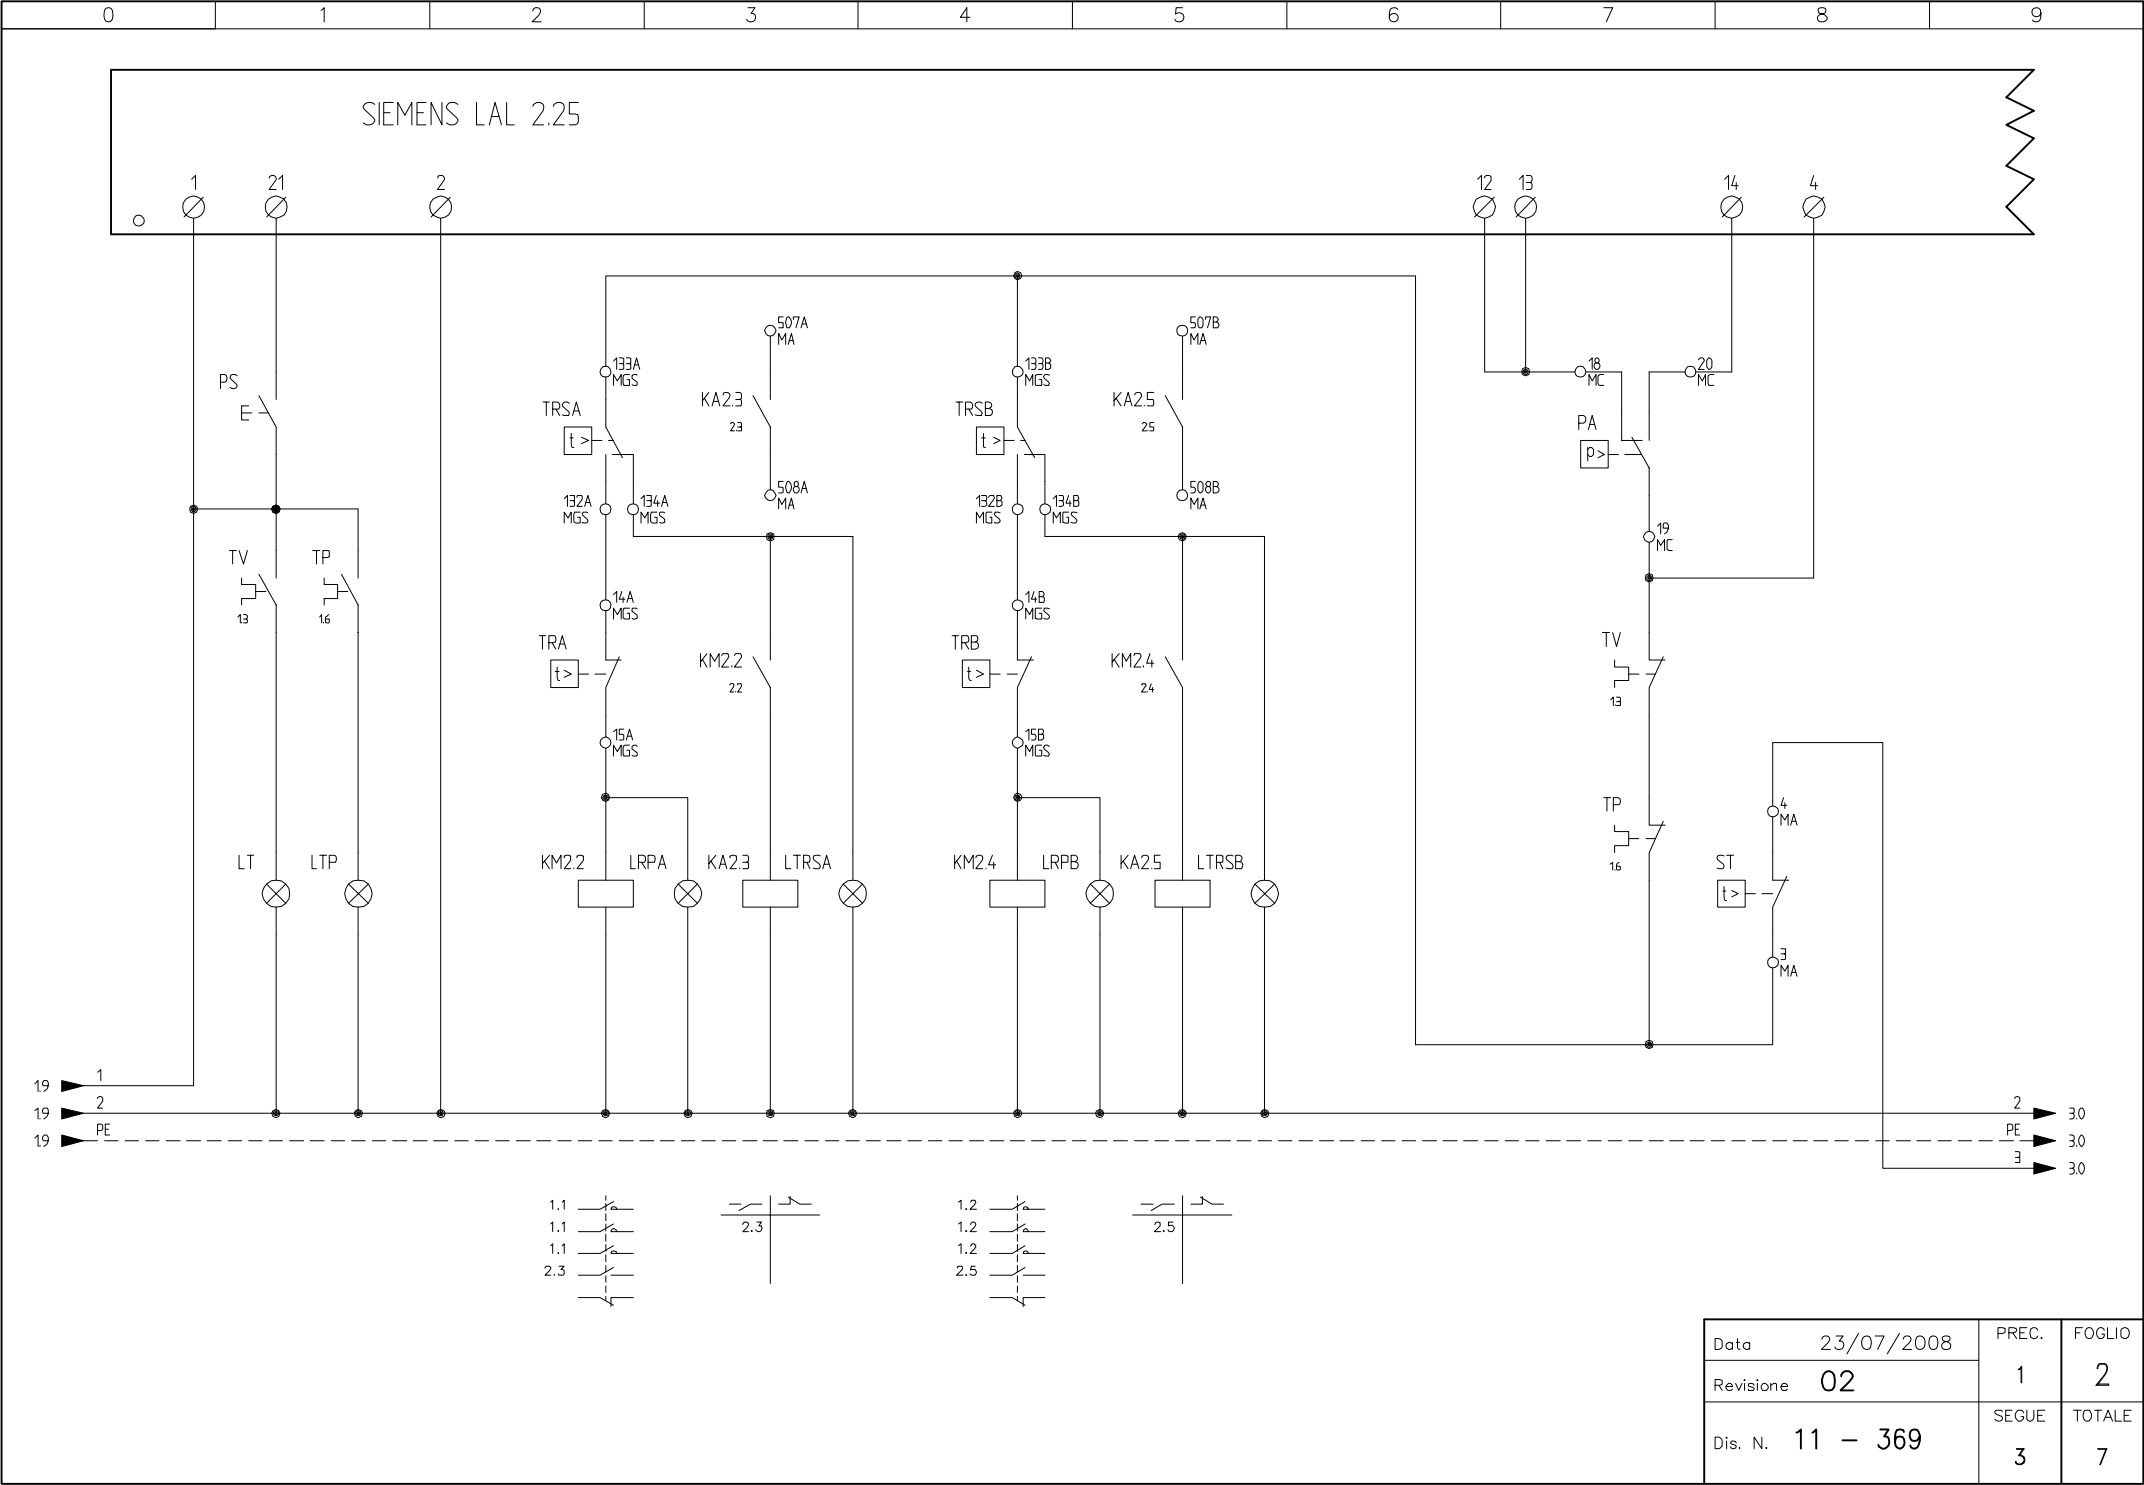 0 1 2 3 4 5 6 7 8 9
SIEMENS LAL 2.25
1 21 2 12 13 14 4
507A
MA
507B
MA
133A
MGS
133B
MGS
18
MC
20
MC
PS
KA2.3
2.3
KA2.5
2.5
TRSA
t >
TRSB
t >
PA
p>
508A
MA
508B
MA
132A
MGS
134A
MGS
132B
MGS
134B
MGS
19
MC
TV
1.3
TP
1.6
14A
MGS
14B
MGS
TRA
t >
KM2.2
2.2
TRB
t >
KM2.4
2.4
TV
1.3
15A
MGS
15B
MGS
TP
1.6
4
MA
LT
LTP
KM2.2
LRPA
KA2.3
LTRSA
KM2.4
LRPB
KA2.5
LTRSB
ST
t >
3
MA
1.9 1
1.9 2
2 3.0
1.9 PE
PE 3.0
3 3.0
1.1
1.1
1.1
2.3
2.3
1.2
1.2
1.2
2.5
2.5
Data 23/07/2008
Revisione 02
Dis. N. 11 - 369
PREC.
1
FOGLIO
2
SEGUE
3
TOTALE
7